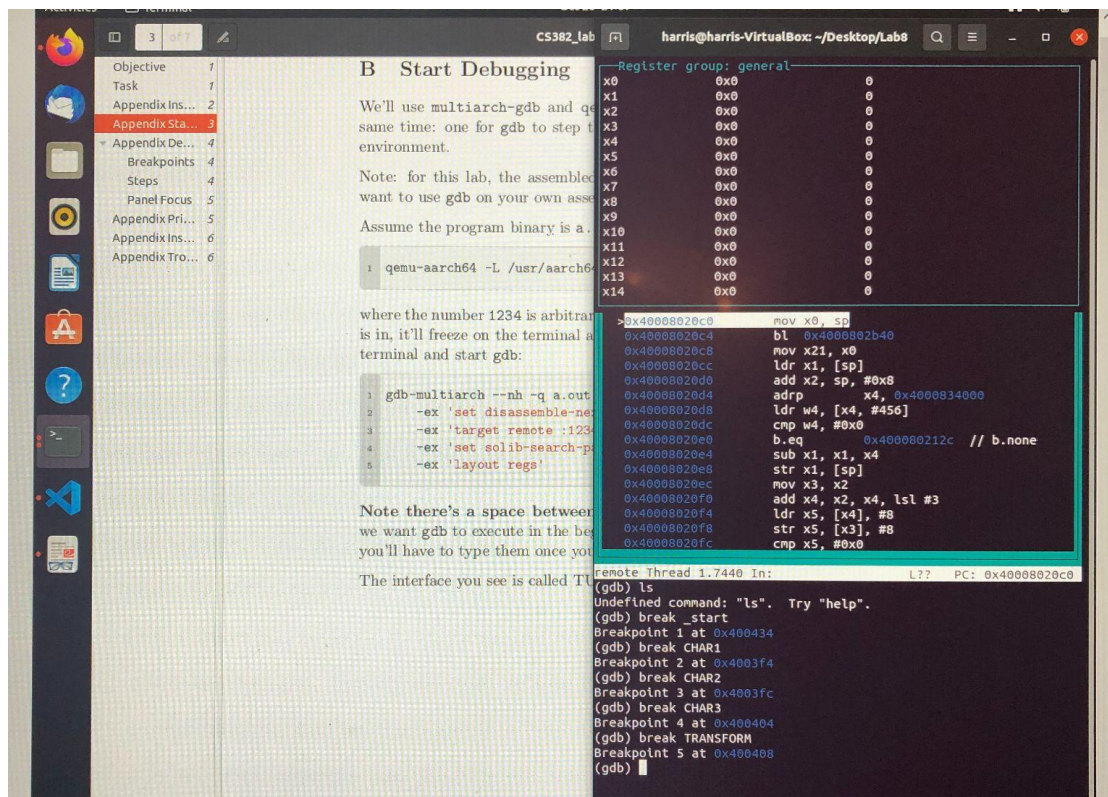 3 of 7
CS382_lab
harris@harris-VirtualBox: ~/Desktop/Lab8
Objective 1
Task 1
Appendix Ins... 2
Appendix Sta... 3
Appendix De... 4
Breakpoints 4
Steps 4
Panel Focus 5
Appendix Pri... 5
Appendix Ins... 6
Appendix Tro... 6
B Start Debugging
We'll use multiarch-gdb and qe
same time: one for gdb to step t
environment.
Note: for this lab, the assembled
want to use gdb on your own asse
Assume the program binary is a.
1 qemu-aarch64 -L /usr/aarch6
where the number 1234 is arbitrar
is in, it'll freeze on the terminal a
terminal and start gdb:
1 gdb-multiarch --nh -q a.out
2 -ex 'set disassemble-ne
3 -ex 'target remote :123
4 -ex 'set solib-search-p
5 -ex 'layout regs'
Note there's a space between
we want gdb to execute in the be
you'll have to type them once you
The interface you see is called TU
Register group: general
x0 0x0 0
x1 0x0 0
x2 0x0 0
x3 0x0 0
x4 0x0 0
x5 0x0 0
x6 0x0 0
x7 0x0 0
x8 0x0 0
x9 0x0 0
x10 0x0 0
x11 0x0 0
x12 0x0 0
x13 0x0 0
x14 0x0 0
>0x40008020c0 mov x0, sp
0x40008020c4 bl 0x4000802b40
0x40008020c8 mov x21, x0
0x40008020cc ldr x1, [sp]
0x40008020d0 add x2, sp, #0x8
0x40008020d4 adrp x4, 0x4000834000
0x40008020d8 ldr w4, [x4, #456]
0x40008020dc cmp w4, #0x0
0x40008020e0 b.eq 0x400080212c // b.none
0x40008020e4 sub x1, x1, x4
0x40008020e8 str x1, [sp]
0x40008020ec mov x3, x2
0x40008020f0 add x4, x2, x4, lsl #3
0x40008020f4 ldr x5, [x4], #8
0x40008020f8 str x5, [x3], #8
0x40008020fc cmp x5, #0x0
remote Thread 1.7440 In: L?? PC: 0x40008020c0
(gdb) ls
Undefined command: "ls". Try "help".
(gdb) break _start
Breakpoint 1 at 0x400434
(gdb) break CHAR1
Breakpoint 2 at 0x4003f4
(gdb) break CHAR2
Breakpoint 3 at 0x4003fc
(gdb) break CHAR3
Breakpoint 4 at 0x400404
(gdb) break TRANSFORM
Breakpoint 5 at 0x400408
(gdb)